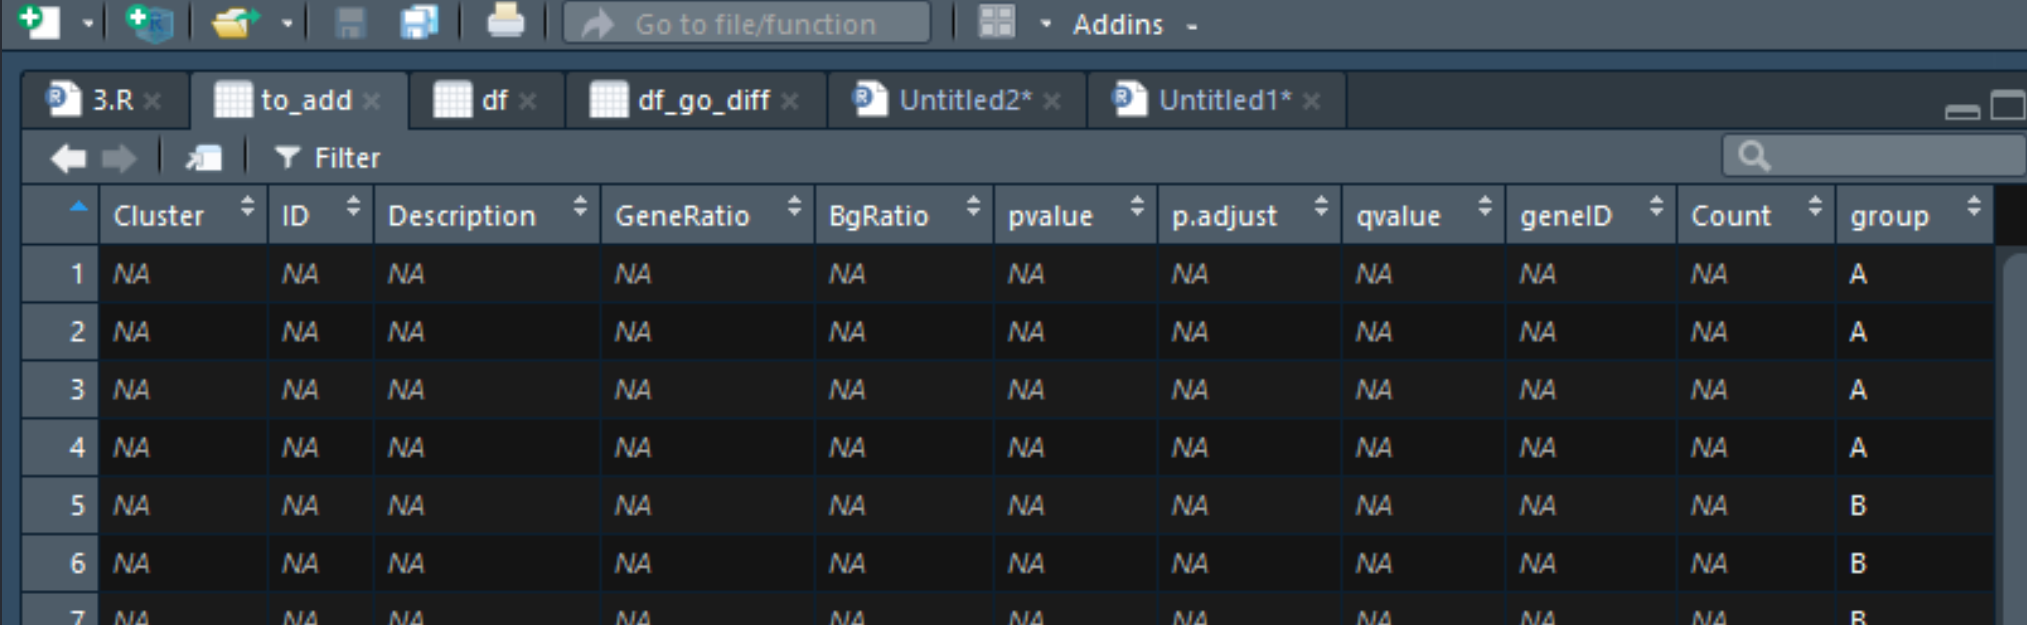 Go to file/function Addins
3.R to_add df df_go_diff Untitled2* Untitled1*
Filter
Cluster ID Description GeneRatio BgRatio pvalue p.adjust qvalue geneID Count group
1 NA NA NA NA NA NA NA NA NA NA A
2 NA NA NA NA NA NA NA NA NA NA A
3 NA NA NA NA NA NA NA NA NA NA A
4 NA NA NA NA NA NA NA NA NA NA A
5 NA NA NA NA NA NA NA NA NA NA B
6 NA NA NA NA NA NA NA NA NA NA B
7 NA NA NA NA NA NA NA NA NA NA B